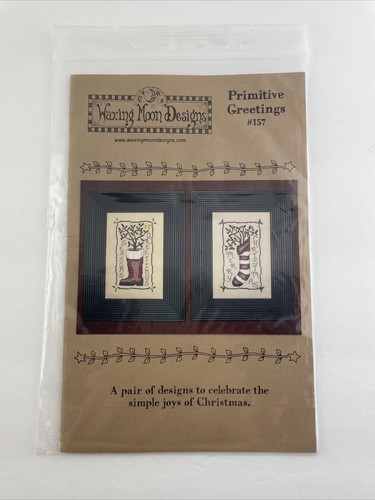 Waxing Moon Designs
www.waxingmoondesigns.com
Primitive
Greetings
#157
A pair of designs to celebrate the
simple joys of Christmas.